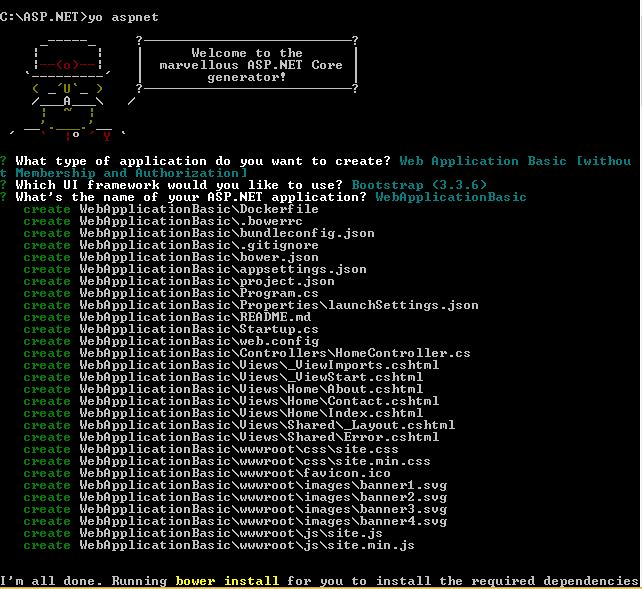 C:\ASP.NET>yo aspnet
Welcome to the
marvellous ASP.NET Core
generator!
? What type of application do you want to create? Web Application Basic [withou
t Membership and Authorization]
? Which UI framework would you like to use? Bootstrap (3.3.6)
? What's the name of your ASP.NET application? WebApplicationBasic
create WebApplicationBasic\Dockerfile
create WebApplicationBasic\.bowerrc
create WebApplicationBasic\bundleconfig.json
create WebApplicationBasic\.gitignore
create WebApplicationBasic\bower.json
create WebApplicationBasic\appsettings.json
create WebApplicationBasic\project.json
create WebApplicationBasic\Program.cs
create WebApplicationBasic\Properties\launchSettings.json
create WebApplicationBasic\README.md
create WebApplicationBasic\Startup.cs
create WebApplicationBasic\web.config
create WebApplicationBasic\Controllers\HomeController.cs
create WebApplicationBasic\Views\_ViewImports.cshtml
create WebApplicationBasic\Views\_ViewStart.cshtml
create WebApplicationBasic\Views\Home\About.cshtml
create WebApplicationBasic\Views\Home\Contact.cshtml
create WebApplicationBasic\Views\Home\Index.cshtml
create WebApplicationBasic\Views\Shared\_Layout.cshtml
create WebApplicationBasic\Views\Shared\Error.cshtml
create WebApplicationBasic\wwwroot\css\site.css
create WebApplicationBasic\wwwroot\css\site.min.css
create WebApplicationBasic\wwwroot\favicon.ico
create WebApplicationBasic\wwwroot\images\banner1.svg
create WebApplicationBasic\wwwroot\images\banner2.svg
create WebApplicationBasic\wwwroot\images\banner3.svg
create WebApplicationBasic\wwwroot\images\banner4.svg
create WebApplicationBasic\wwwroot\js\site.js
create WebApplicationBasic\wwwroot\js\site.min.js
I'm all done. Running bower install for you to install the required dependencies